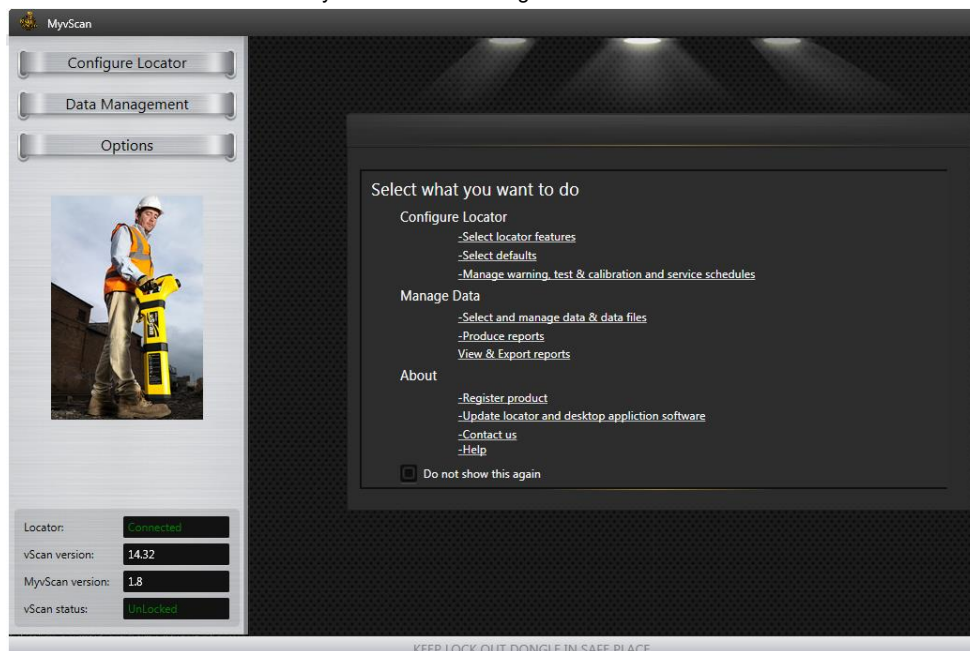 MyvScan
Configure Locator
Data Management
Options
Select what you want to do
Configure Locator
-Select locator features
-Select defaults
-Manage warning, test & calibration and service schedules
Manage Data
-Select and manage data & data files
-Produce reports
View & Export reports
About
-Register product
-Update locator and desktop appliction software
-Contact us
-Help
Do not show this again
Locator: Connected
vScan version: 14.32
MyvScan version: 1.8
vScan status: UnLocked
KEEP LOCK OUT DONGLE IN SAFE PLACE